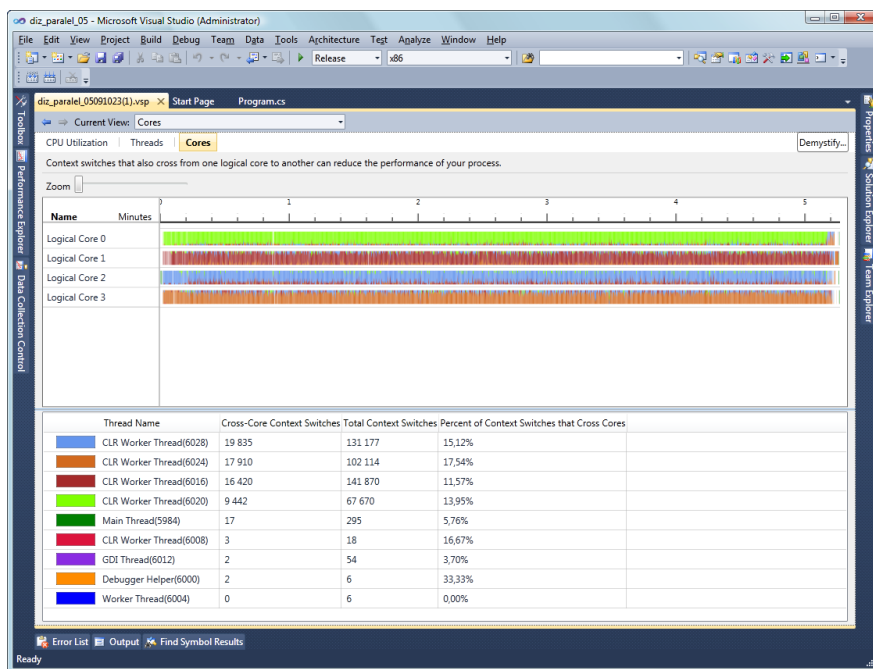 diz_paralel_05 - Microsoft Visual Studio (Administrator)
File Edit View Project Build Debug Team Data Tools Architecture Test Analyze Window Help
Release x86
diz_paralel_05091023(1).vsp Start Page Program.cs
Current View: Cores
CPU Utilization Threads Cores Demystify...
Context switches that also cross from one logical core to another can reduce the performance of your process.
Zoom
0 1 2 3 4 5
Name Minutes
Logical Core 0
Logical Core 1
Logical Core 2
Logical Core 3
Thread Name Cross-Core Context Switches Total Context Switches Percent of Context Switches that Cross Cores
CLR Worker Thread(6028) 19 835 131 177 15,12%
CLR Worker Thread(6024) 17 910 102 114 17,54%
CLR Worker Thread(6016) 16 420 141 870 11,57%
CLR Worker Thread(6020) 9 442 67 670 13,95%
Main Thread(5984) 17 295 5,76%
CLR Worker Thread(6008) 3 18 16,67%
GDI Thread(6012) 2 54 3,70%
Debugger Helper(6000) 2 6 33,33%
Worker Thread(6004) 0 6 0,00%
Toolbox
Performance Explorer
Data Collection Control
Properties
Solution Explorer
Team Explorer
Error List Output Find Symbol Results
Ready